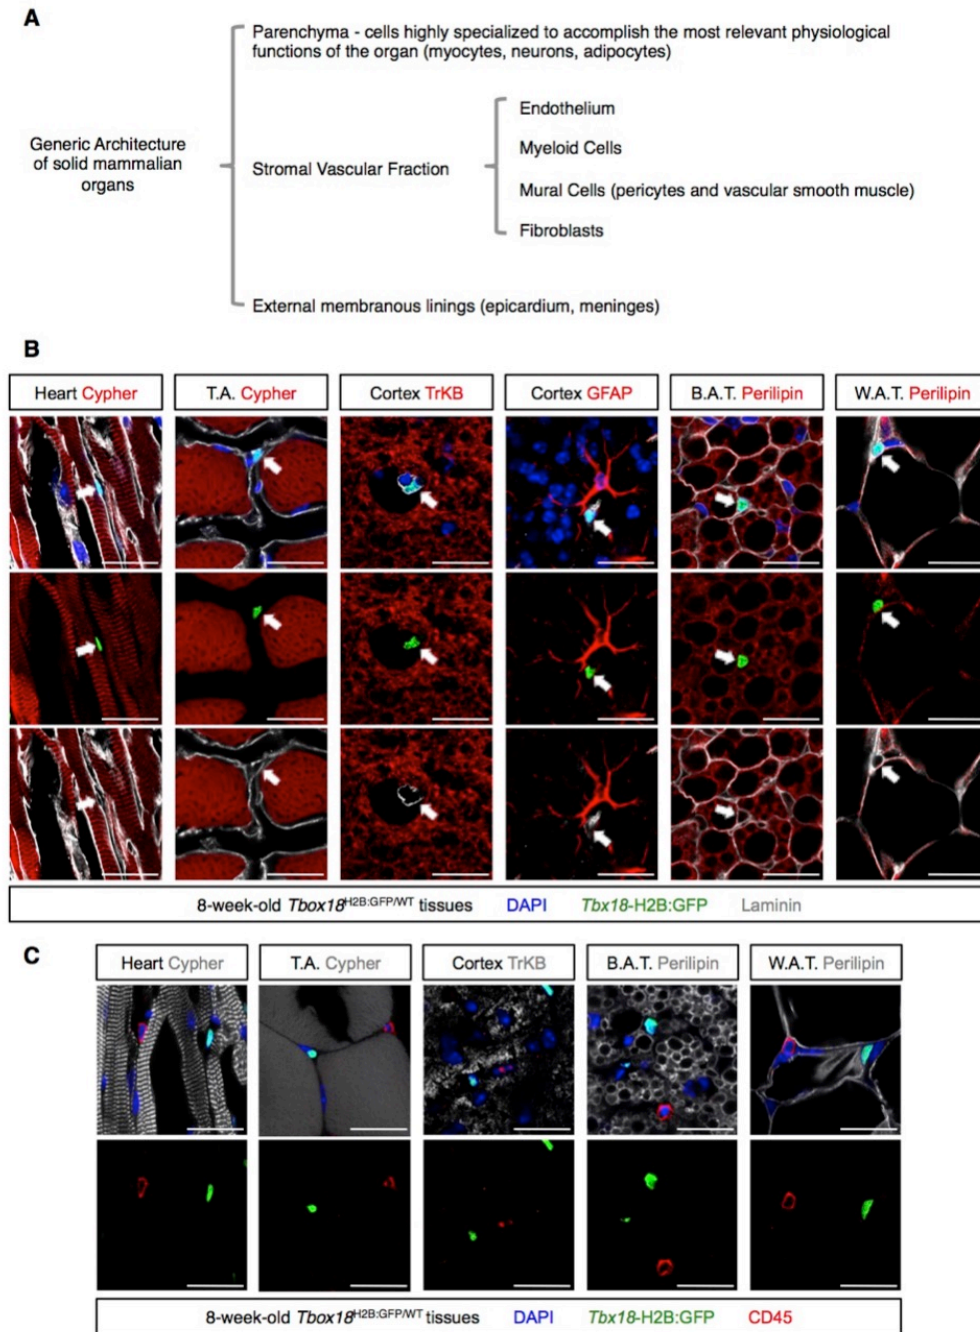 A
Parenchyma - cells highly specialized to accomplish the most relevant physiological
functions of the organ (myocytes, neurons, adipocytes)
Generic Architecture
of solid mammalian
organs
Stromal Vascular Fraction
Endothelium
Myeloid Cells
Mural Cells (pericytes and vascular smooth muscle)
Fibroblasts
External membranous linings (epicardium, meninges)
B
Heart Cypher
T.A. Cypher
Cortex TrKB
Cortex GFAP
B.A.T. Perilipin
W.A.T. Perilipin
8-week-old Tbox18H2B:GFP/WT tissues DAPI Tbx18-H2B:GFP Laminin
C
Heart Cypher
T.A. Cypher
Cortex TrKB
B.A.T. Perilipin
W.A.T. Perilipin
8-week-old Tbox18H2B:GFP/WT tissues DAPI Tbx18-H2B:GFP CD45